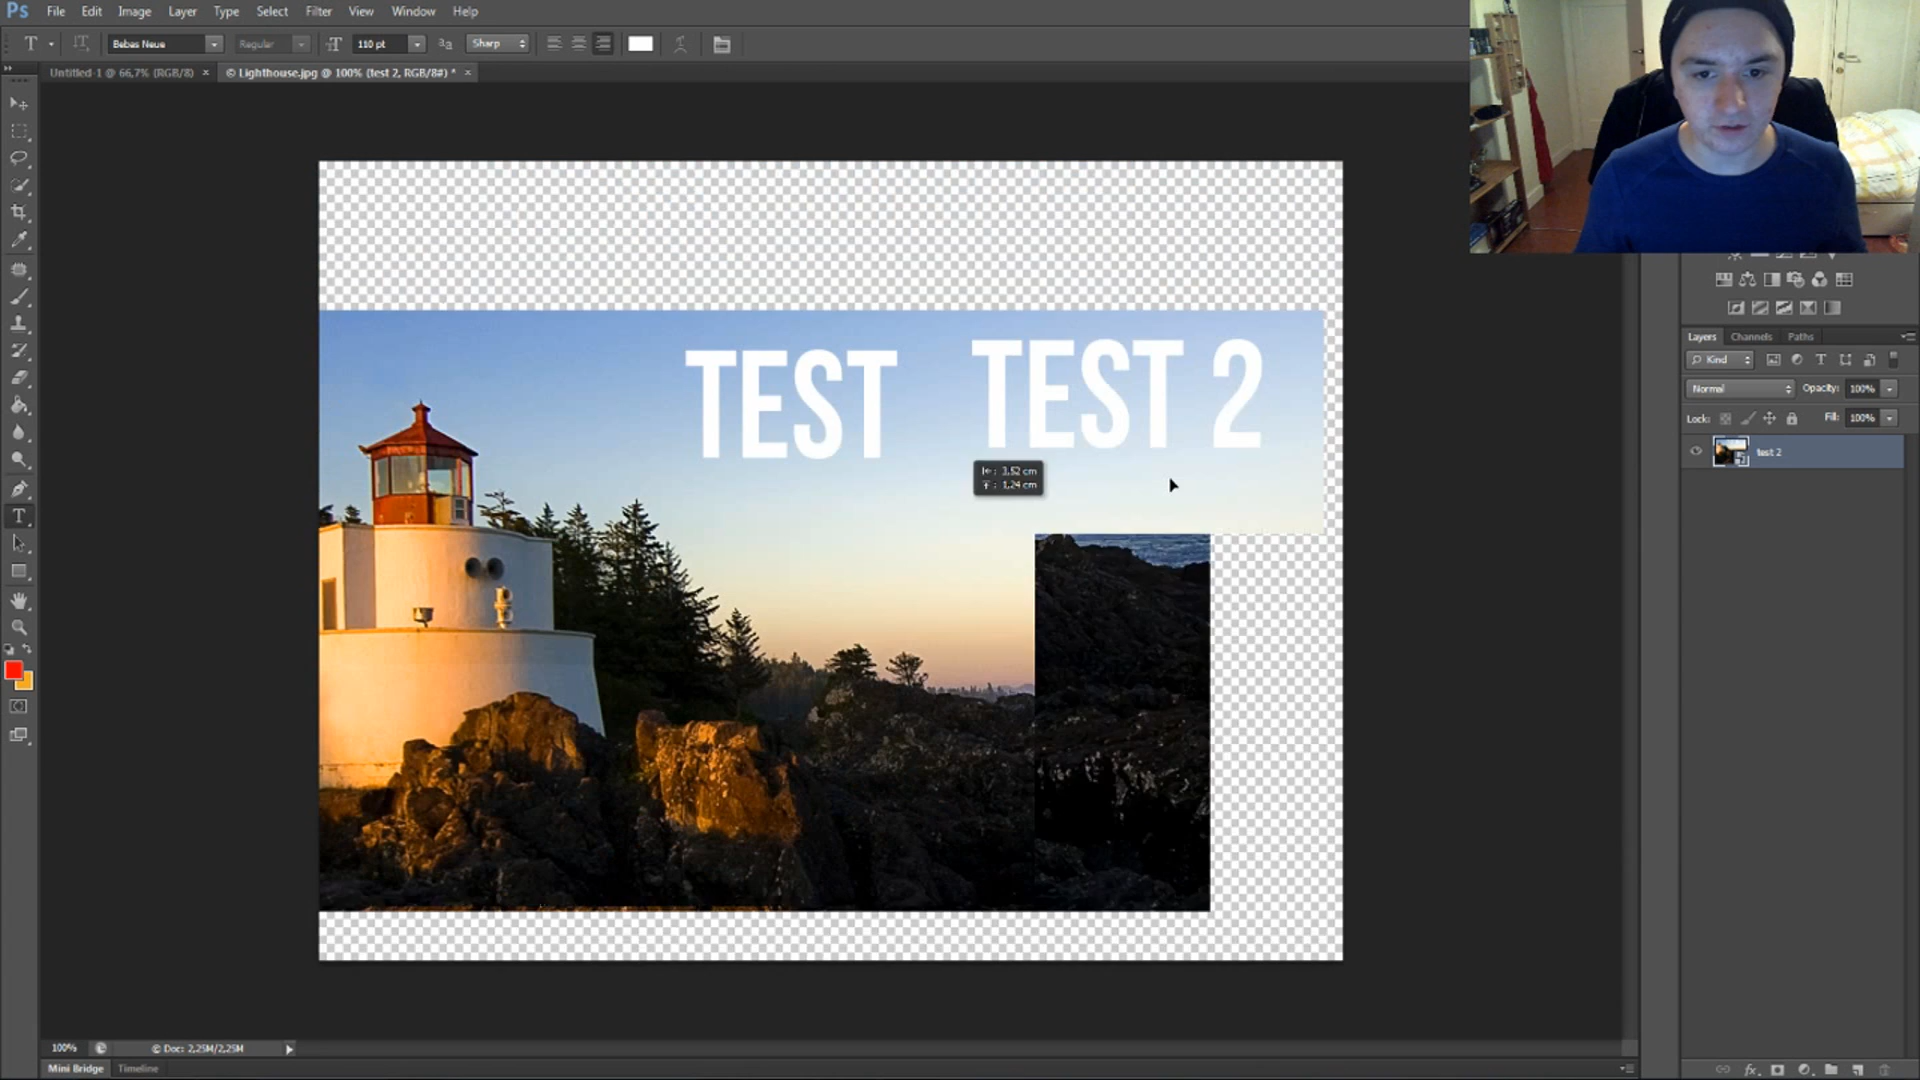 Ps File Edit Image Layer Type Select Filter View Window Help
Bebas Neue Regular 110 pt Sharp
Untitled-1 @ 66,7% (RGB/8) × © Lighthouse.jpg @ 100% (test 2, RGB/8#) * ×
TEST TEST 2
3,52 cm
1,24 cm
Layers Channels Paths
Kind
Normal Opacity: 100%
Lock: Fill: 100%
test 2
100% © Doc: 2,25M/2,25M
Mini Bridge Timeline